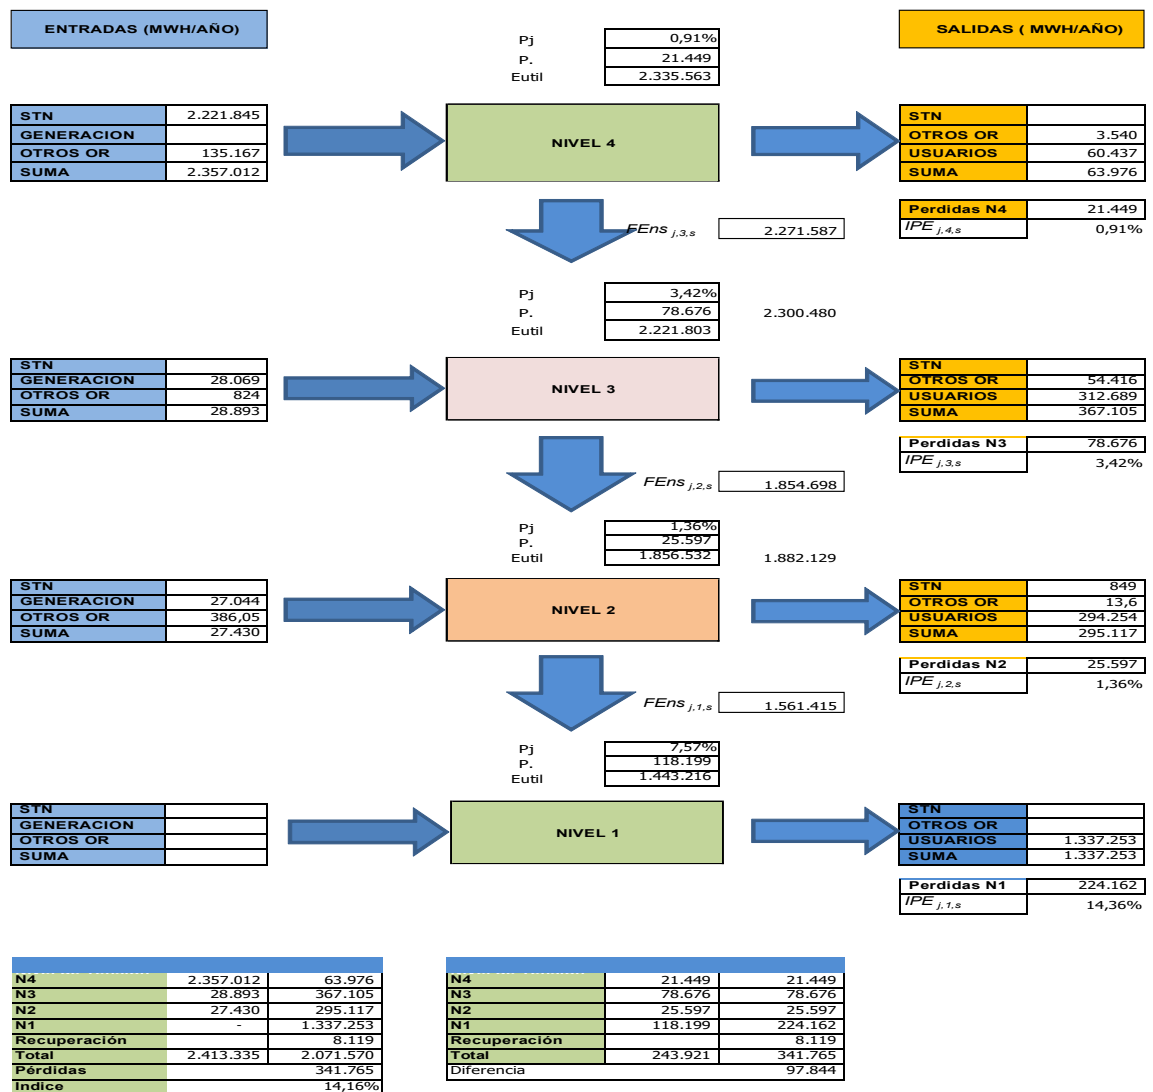 ENTRADAS (MWH/AÑO)
SALIDAS ( MWH/AÑO)
Pj 0,91%
P. 21.449
Eutil 2.335.563
STN 2.221.845
GENERACION
OTROS OR 135.167
SUMA 2.357.012
NIVEL 4
STN
OTROS OR 3.540
USUARIOS 60.437
SUMA 63.976
Perdidas N4 21.449
IPE j,4,s 0,91%
FEns j,3,s 2.271.587
Pj 3,42%
P. 78.676 2.300.480
Eutil 2.221.803
STN
GENERACION 28.069
OTROS OR 824
SUMA 28.893
NIVEL 3
STN
OTROS OR 54.416
USUARIOS 312.689
SUMA 367.105
Perdidas N3 78.676
IPE j,3,s 3,42%
FEns j,2,s 1.854.698
Pj 1,36%
P. 25.597
Eutil 1.856.532 1.882.129
STN
GENERACION 27.044
OTROS OR 386,05
SUMA 27.430
NIVEL 2
STN 849
OTROS OR 13,6
USUARIOS 294.254
SUMA 295.117
Perdidas N2 25.597
IPE j,2,s 1,36%
FEns j,1,s 1.561.415
Pj 7,57%
P. 118.199
Eutil 1.443.216
STN
GENERACION
OTROS OR
SUMA
NIVEL 1
STN
OTROS OR
USUARIOS 1.337.253
SUMA 1.337.253
Perdidas N1 224.162
IPE j,1,s 14,36%
N4 2.357.012 63.976
N3 28.893 367.105
N2 27.430 295.117
N1 - 1.337.253
Recuperación 8.119
Total 2.413.335 2.071.570
Pérdidas 341.765
Indice 14,16%
N4 21.449 21.449
N3 78.676 78.676
N2 25.597 25.597
N1 118.199 224.162
Recuperación 8.119
Total 243.921 341.765
Diferencia 97.844